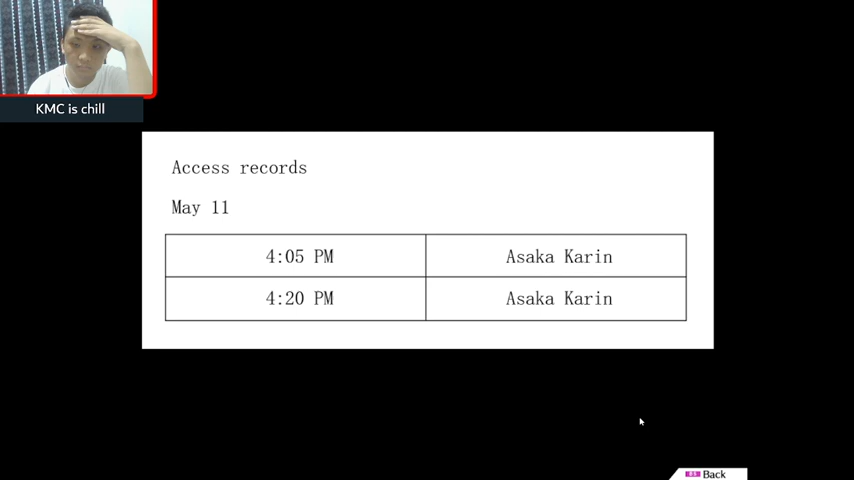 KMC is chill
Access records
May 11
4:05 PM Asaka Karin
4:20 PM Asaka Karin
Back